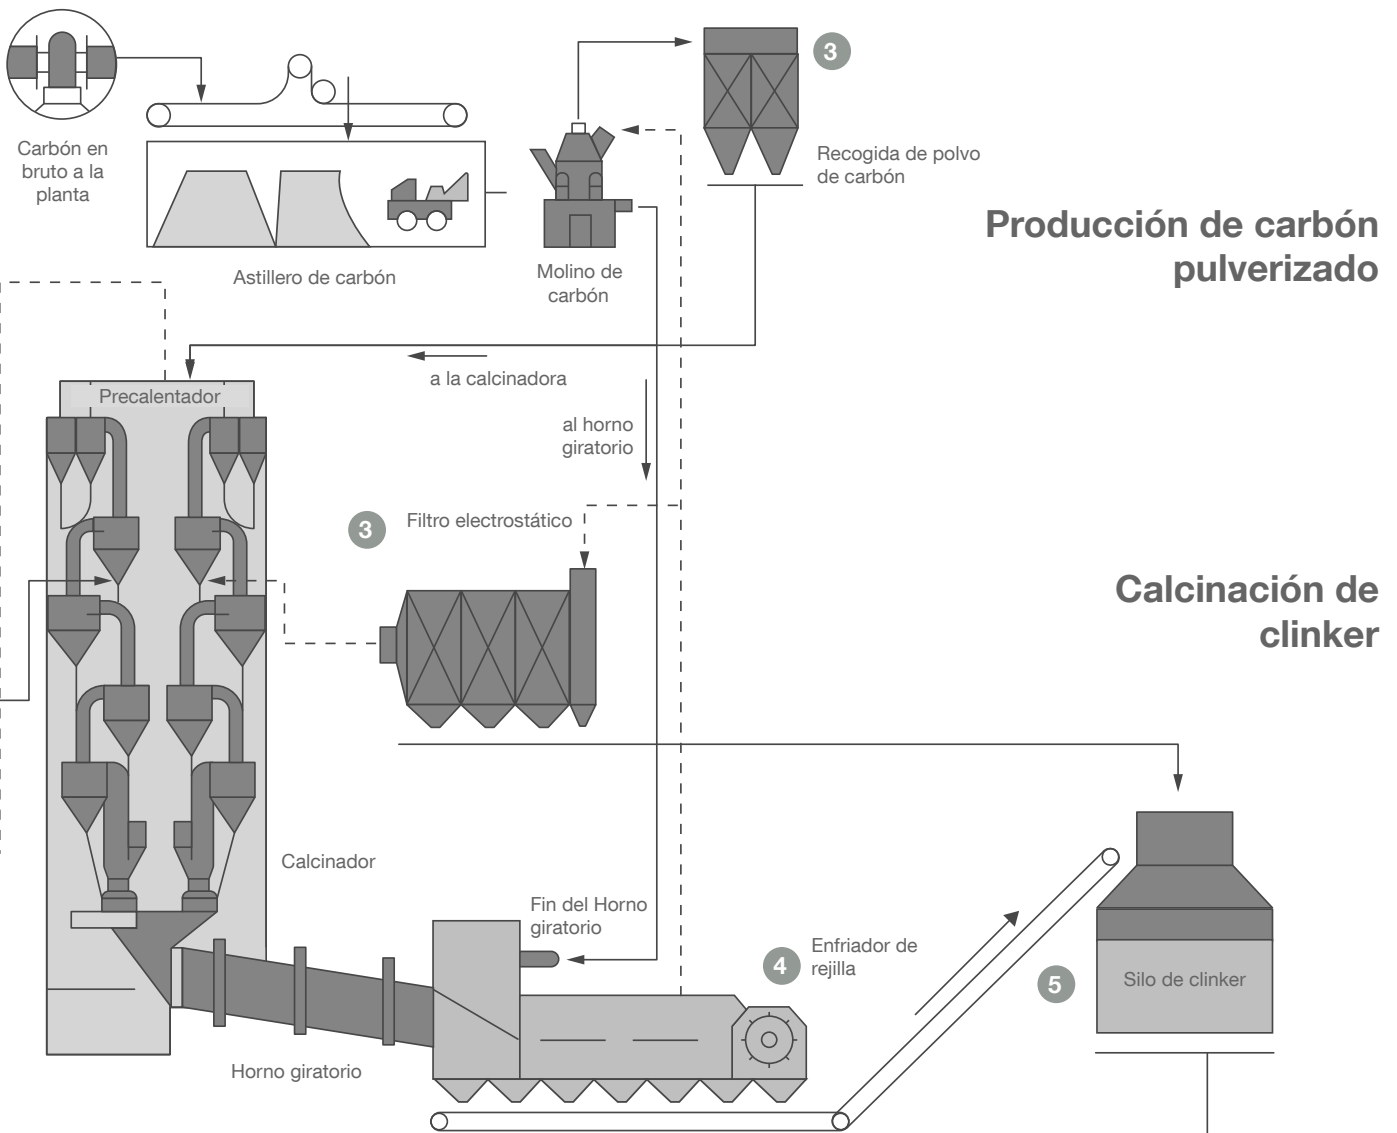 3
Carbón en
bruto a la
planta
Recogida de polvo
de carbón
Producción de carbón
pulverizado
Astillero de carbón
Molino de
carbón
a la calcinadora
Precalentador
al horno
giratorio
3
Filtro electrostático
Calcinación de
clinker
Calcinador
Fin del Horno
giratorio
4
Enfriador de
rejilla
5
Silo de clinker
Horno giratorio